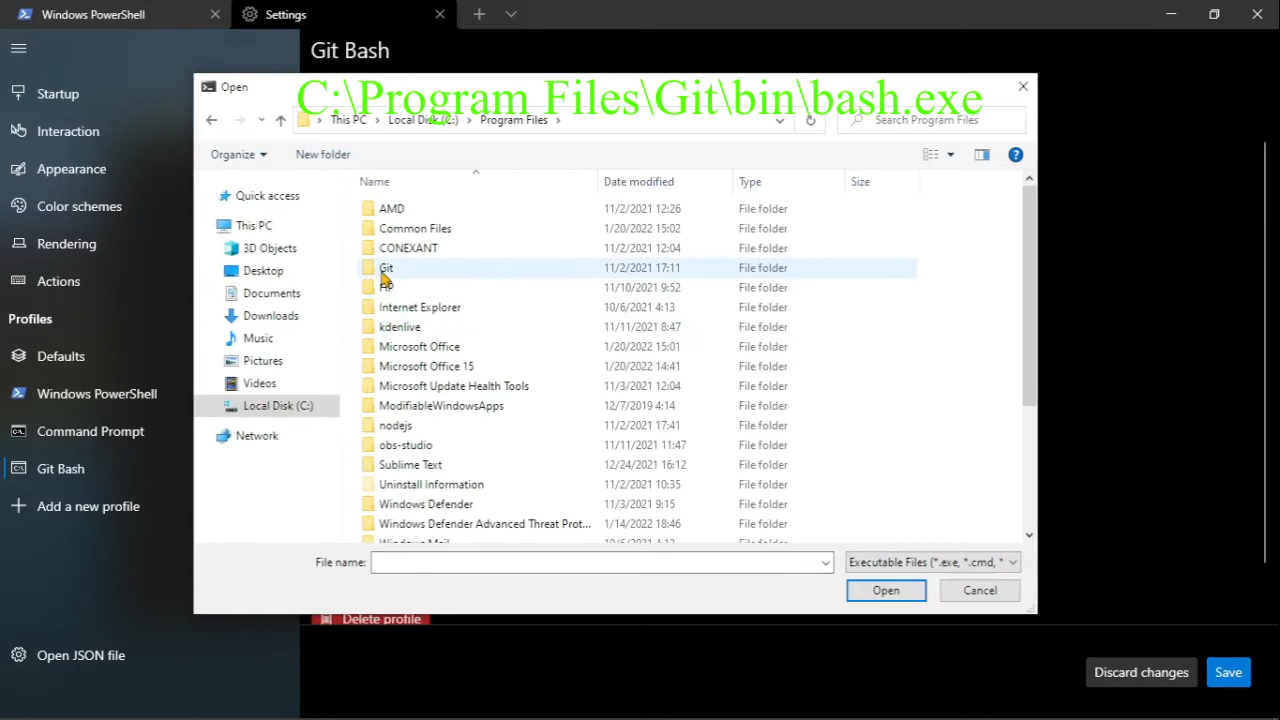 Windows PowerShell
Settings
Git Bash
Startup
Interaction
Appearance
Color schemes
Rendering
Actions
Profiles
Defaults
Windows PowerShell
Command Prompt
Git Bash
Add a new profile
Open JSON file
Open
C:\Program Files\Git\bin\bash.exe
This PC > Local Disk (C:) > Program Files >
Search Program Files
Organize
New folder
Quick access
This PC
3D Objects
Desktop
Documents
Downloads
Music
Pictures
Videos
Local Disk (C:)
Network
Name Date modified Type Size
AMD 11/2/2021 12:26 File folder
Common Files 1/20/2022 15:02 File folder
CONEXANT 11/2/2021 12:04 File folder
Git 11/2/2021 17:11 File folder
HP 11/10/2021 9:52 File folder
Internet Explorer 10/6/2021 4:13 File folder
kdenlive 11/11/2021 8:47 File folder
Microsoft Office 1/20/2022 15:01 File folder
Microsoft Office 15 1/20/2022 14:41 File folder
Microsoft Update Health Tools 11/3/2021 12:04 File folder
ModifiableWindowsApps 12/7/2019 4:14 File folder
nodejs 11/2/2021 17:41 File folder
obs-studio 11/11/2021 11:47 File folder
Sublime Text 12/24/2021 16:12 File folder
Uninstall Information 11/2/2021 10:35 File folder
Windows Defender 11/3/2021 9:15 File folder
Windows Defender Advanced Threat Prot... 1/14/2022 18:46 File folder
Windows Mail 10/6/2021 4:13 File folder
File name:
Executable Files (*.exe, *.cmd, *
Open
Cancel
Delete profile
Discard changes
Save